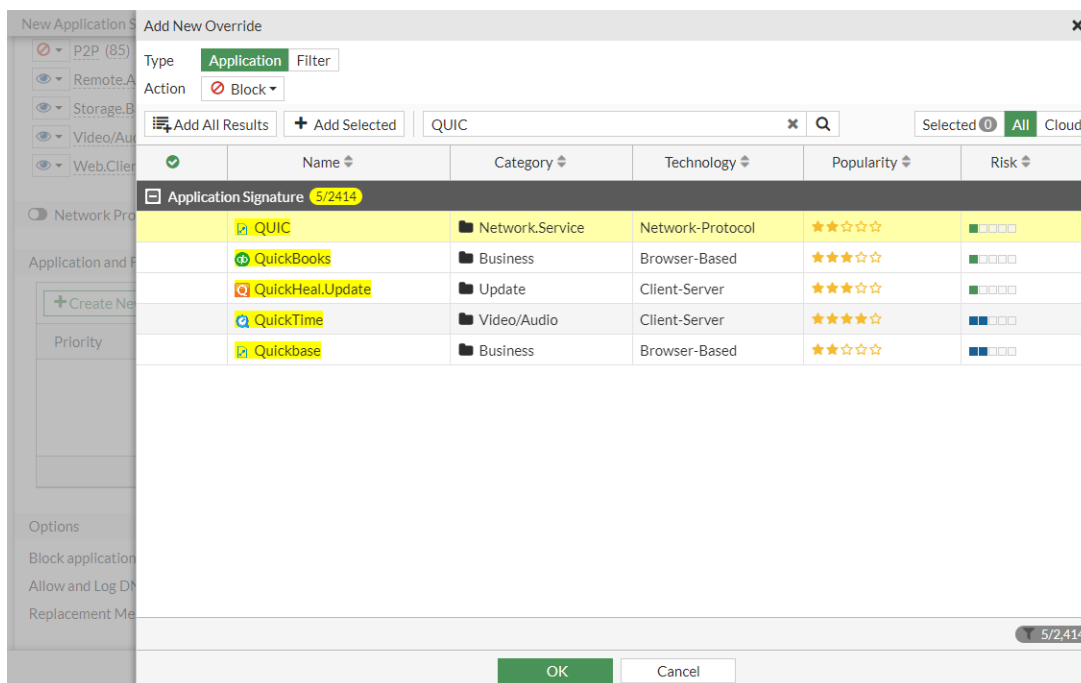 New Application S
Add New Override
P2P (85)
Remote.A
Storage.B
Video/Au
Web.Clier
Network Pro
Application and F
Create Ne
Priority
Options
Block application
Allow and Log DN
Replacement Me
Type Application Filter
Action Block
Add All Results Add Selected QUIC Selected 0 All Cloud
Name Category Technology Popularity Risk
Application Signature 5/2414
QUIC Network.Service Network-Protocol
QuickBooks Business Browser-Based
QuickHeal.Update Update Client-Server
QuickTime Video/Audio Client-Server
Quickbase Business Browser-Based
5/2,414
OK Cancel